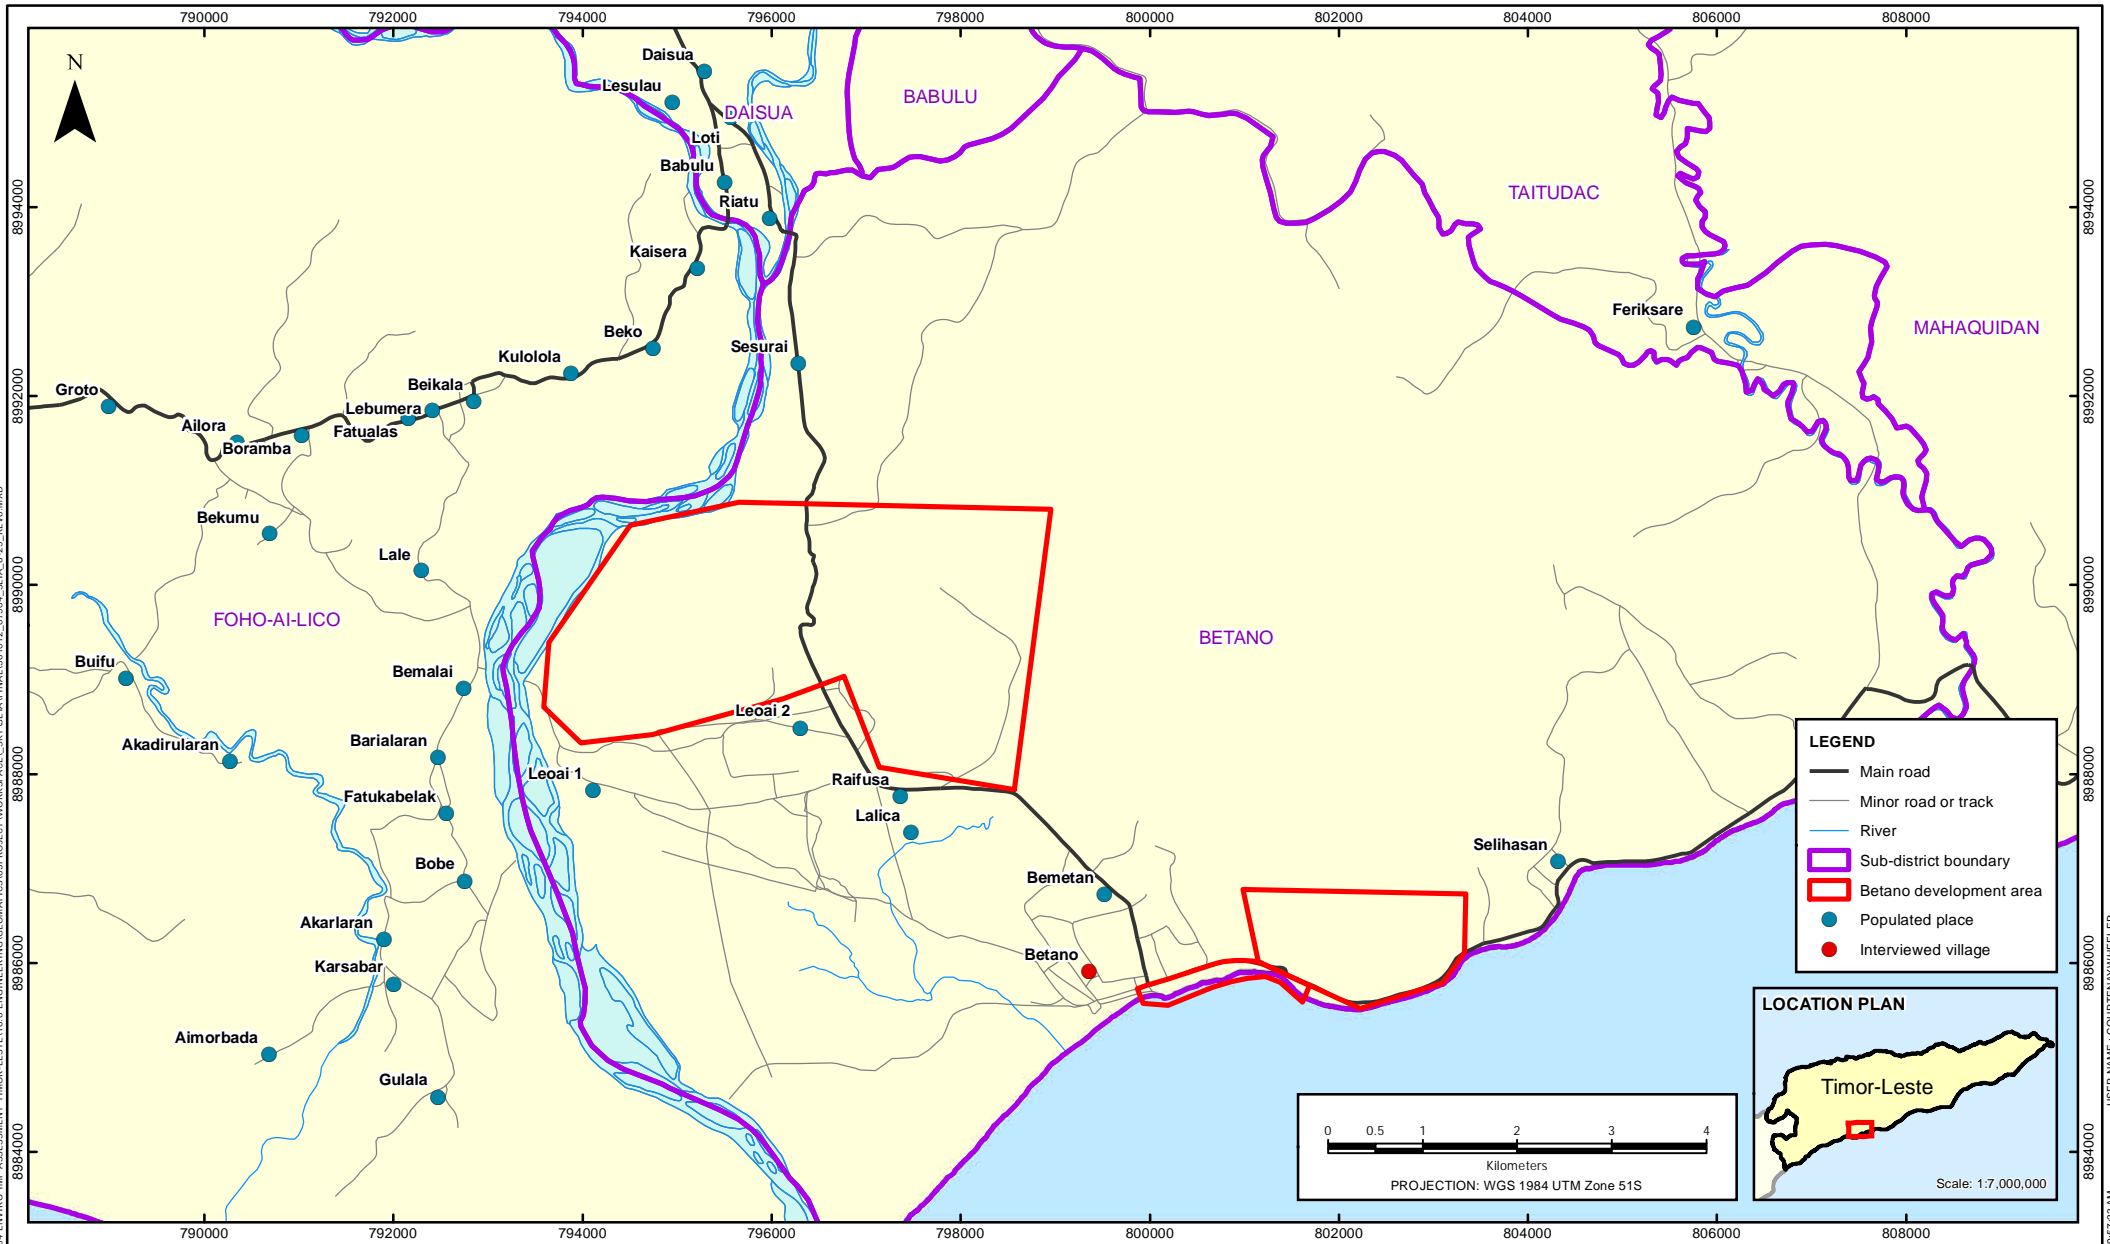 790000 792000 794000 796000 798000 800000 802000 804000 806000 808000
N
Daisua
Lesulau
DAISUA
BABULU
Loti
Babulu
Riatu
TAITUDAC
8994000
8994000
Kaisera
Feriksare
MAHAQUIDAN
Beko
Sesurai
Kulolola
Beikala
Groto
8992000
8992000
Lebumera
Ailora
Fatualas
Boramba
Bekumu
Lale
8990000
8990000
FOHO-AI-LICO
BETANO
Buifu
Bemalai
Leoai 2
Akadirularan
Barialaran
8988000
8988000
Leoai 1
Raifusa
Fatukabelak
Lalica
Selihasan
Bobe
Bemetan
Akarlaran
Betano
Karsabar
8986000
8986000
Aimorbada
Gulala
8984000
8984000
LEGEND
Main road
Minor road or track
River
Sub-district boundary
Betano development area
Populated place
Interviewed village
LOCATION PLAN
Timor-Leste
Scale: 1:7,000,000
0 0.5 1 2 3 4
Kilometers
PROJECTION: WGS 1984 UTM Zone 51S
790000 792000 794000 796000 798000 800000 802000 804000 806000 808000